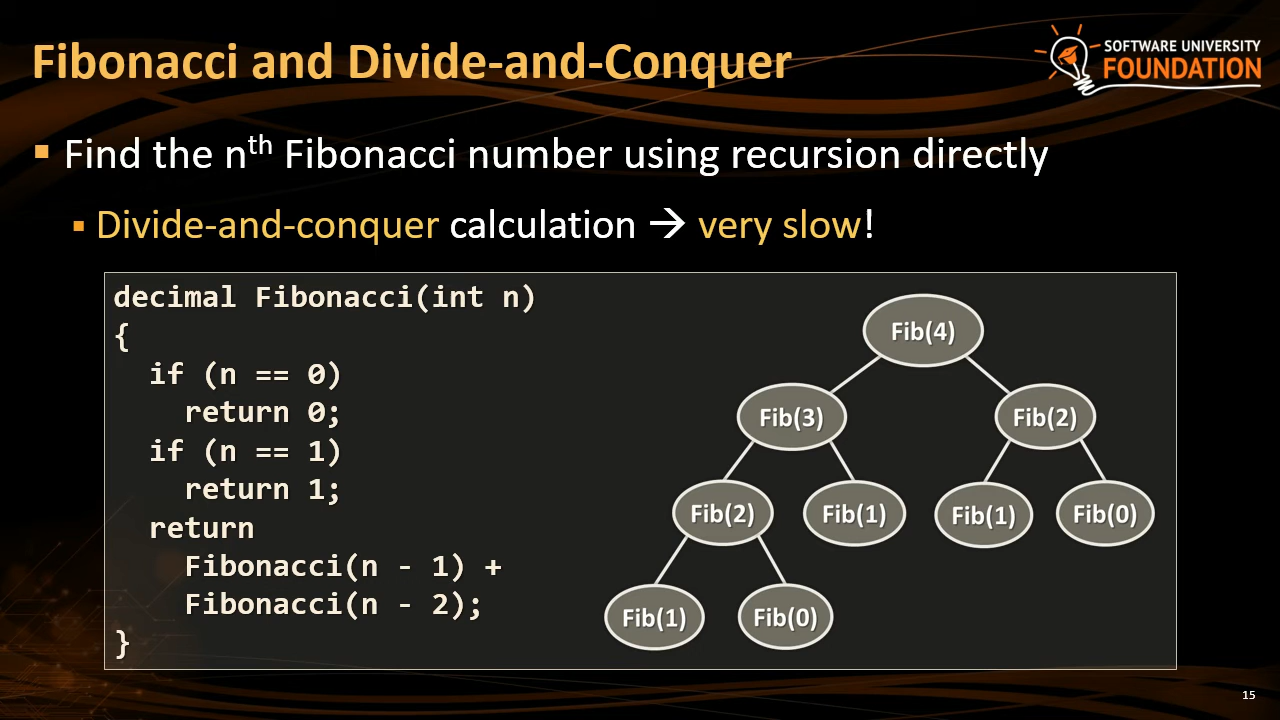 Fibonacci and Divide-and-Conquer
SOFTWARE UNIVERSITY
FOUNDATION
Find the nth Fibonacci number using recursion directly
Divide-and-conquer calculation → very slow!
decimal Fibonacci(int n)
{
  if (n == 0)
    return 0;
  if (n == 1)
    return 1;
  return
    Fibonacci(n - 1) +
    Fibonacci(n - 2);
}
Fib(4)
Fib(3) Fib(2)
Fib(2) Fib(1) Fib(1) Fib(0)
Fib(1) Fib(0)
15